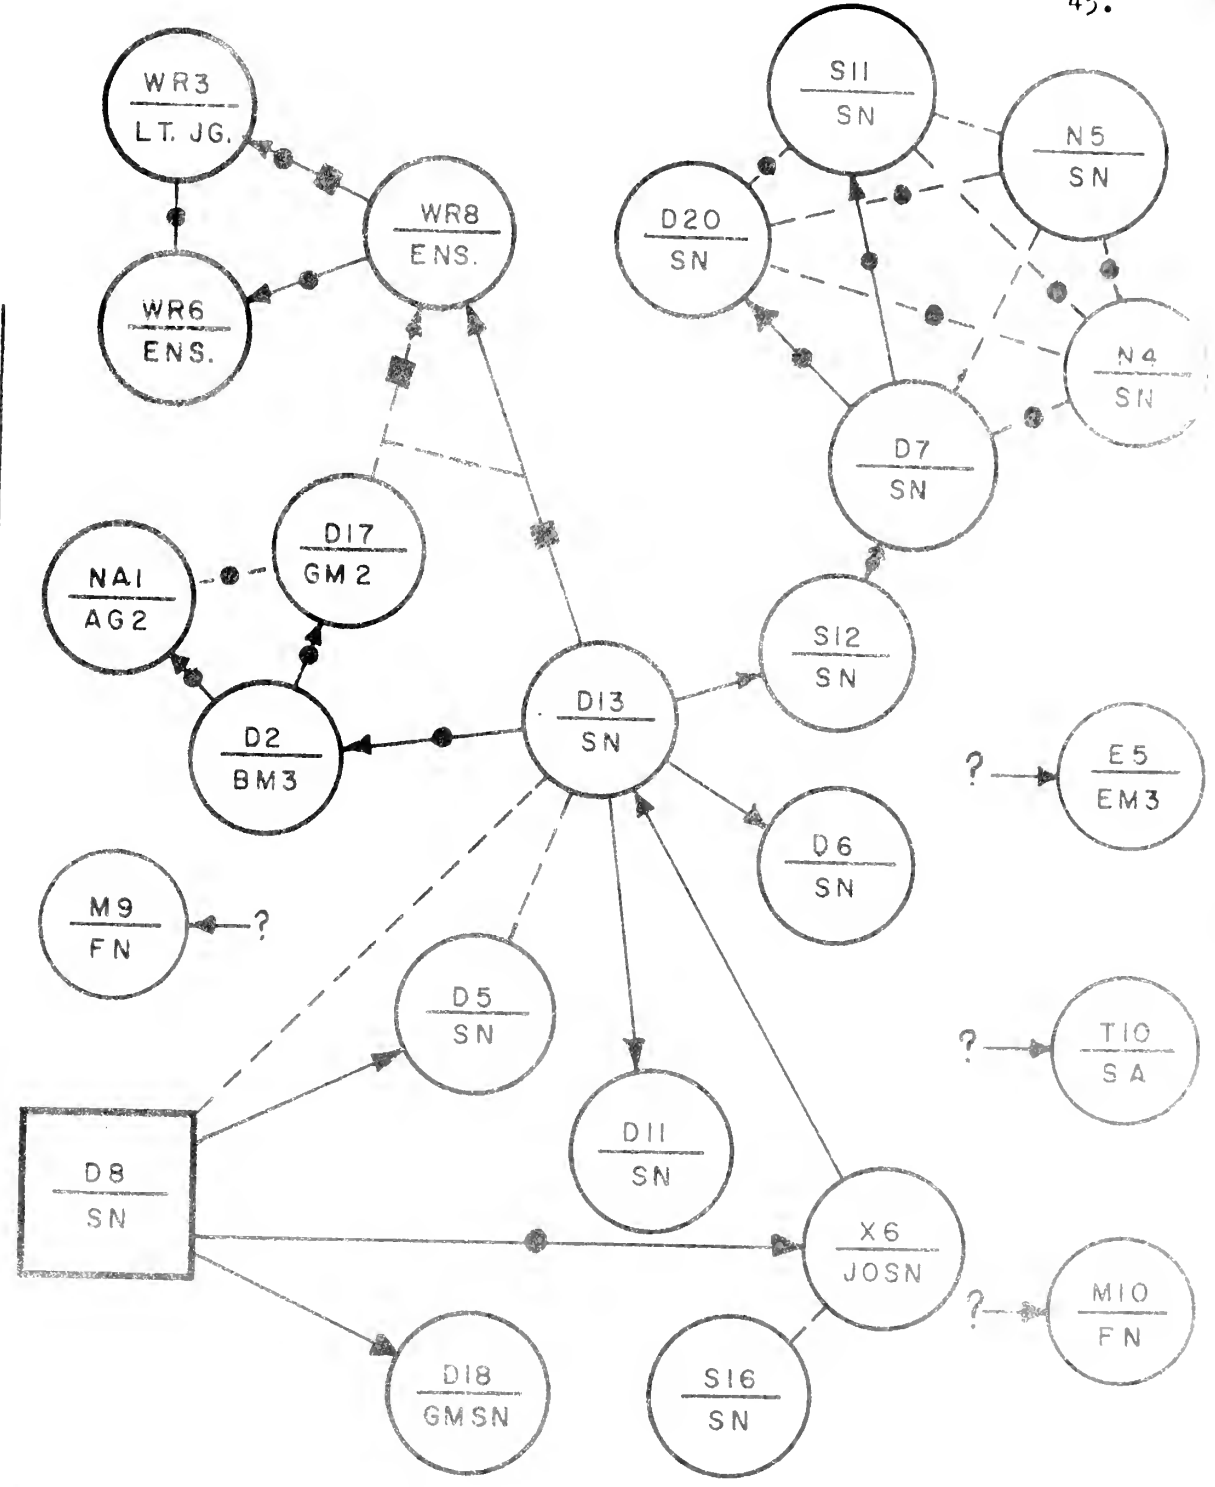 45.
WR3
LT. JG.
S11
SN
N5
SN
WR8
ENS.
D20
SN
WR6
ENS.
N4
SN
D7
SN
D17
GM2
NA1
AG2
S12
SN
D13
SN
D2
BM3
E5
EM3
?
D6
SN
M9
FN
?
D5
SN
T10
SA
?
D11
SN
D8
SN
X6
JOSN
M10
FN
?
D18
GMSN
S16
SN